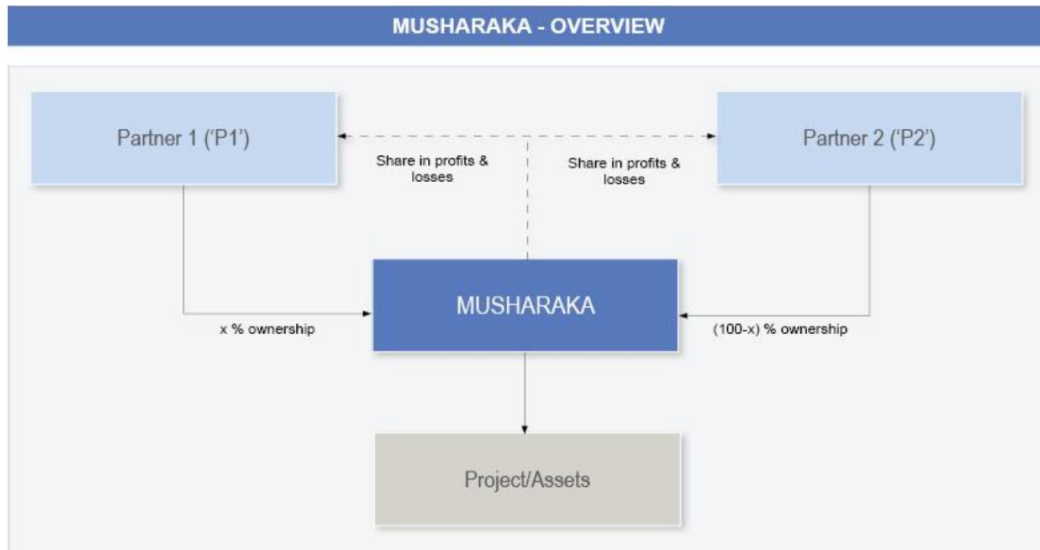 MUSHARAKA - OVERVIEW
Partner 1 ('P1')
Partner 2 ('P2')
Share in profits &
losses
Share in profits &
losses
MUSHARAKA
x % ownership
(100-x) % ownership
Project/Assets